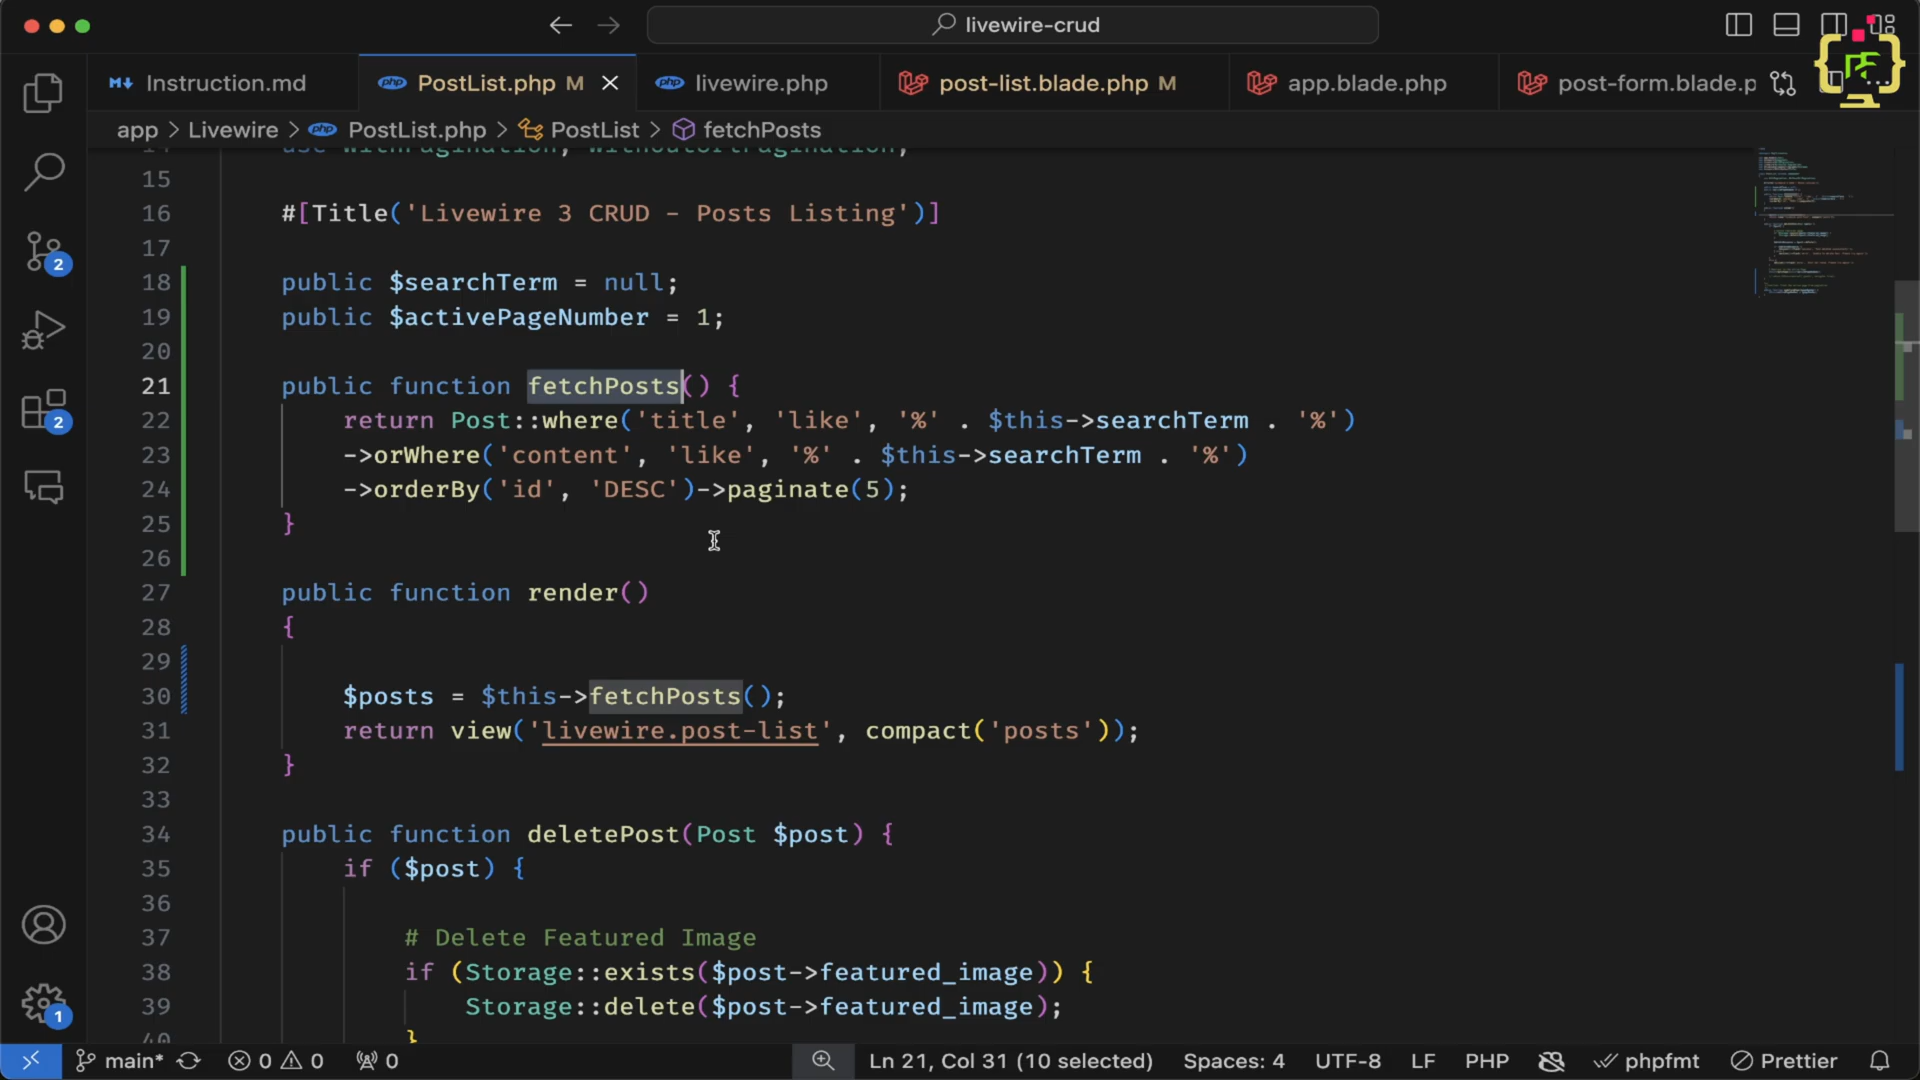 livewire-crud
Instruction.md
PostList.php M
livewire.php
post-list.blade.php M
app.blade.php
post-form.blade.p
app > Livewire > PostList.php > PostList > fetchPosts
15
16 #[Title('Livewire 3 CRUD - Posts Listing')]
17
18 public $searchTerm = null;
19 public $activePageNumber = 1;
20
21 public function fetchPosts() {
22 return Post::where('title', 'like', '%' . $this->searchTerm . '%')
23 ->orWhere('content', 'like', '%' . $this->searchTerm . '%')
24 ->orderBy('id', 'DESC')->paginate(5);
25 }
26
27 public function render()
28 {
29
30 $posts = $this->fetchPosts();
31 return view('livewire.post-list', compact('posts'));
32 }
33
34 public function deletePost(Post $post) {
35 if ($post) {
36
37 # Delete Featured Image
38 if (Storage::exists($post->featured_image)) {
39 Storage::delete($post->featured_image);
40 }
2
2
1
main* 0 0 0 Ln 21, Col 31 (10 selected) Spaces: 4 UTF-8 LF PHP phpfmt Prettier